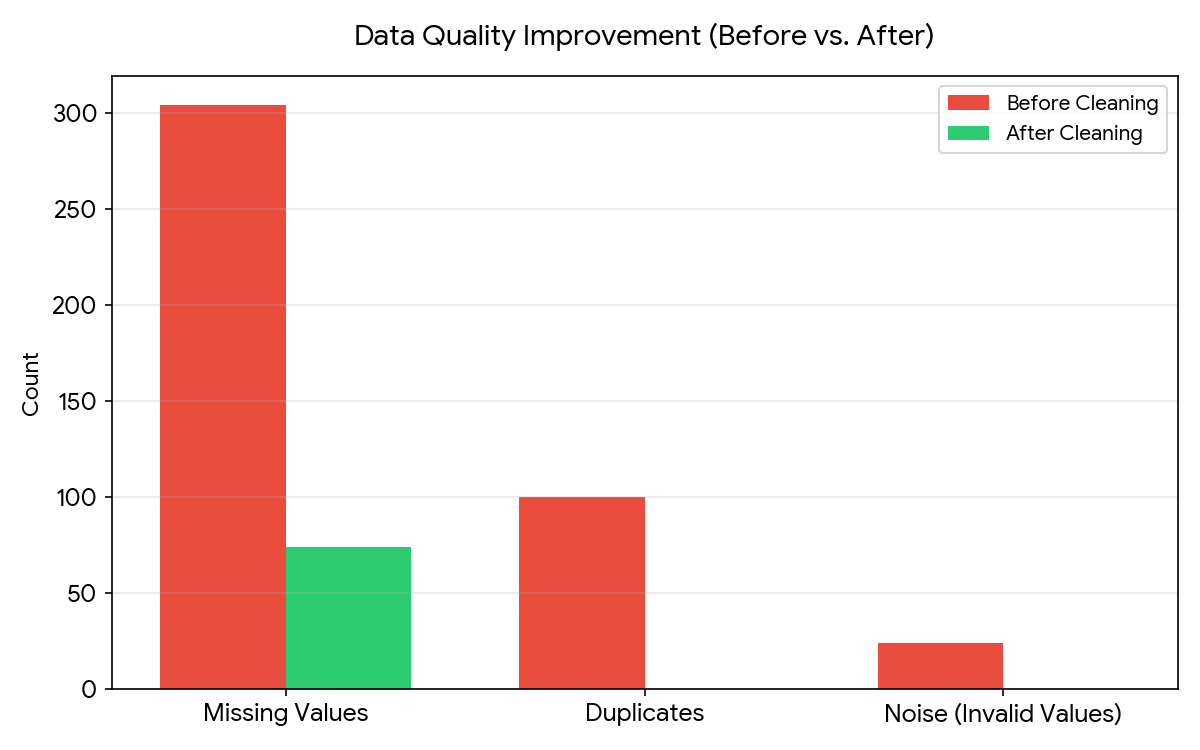 Data Quality Improvement (Before vs. After)
Before Cleaning
After Cleaning
300
250
200
150
100
50
0
Count
Missing Values
Duplicates
Noise (Invalid Values)